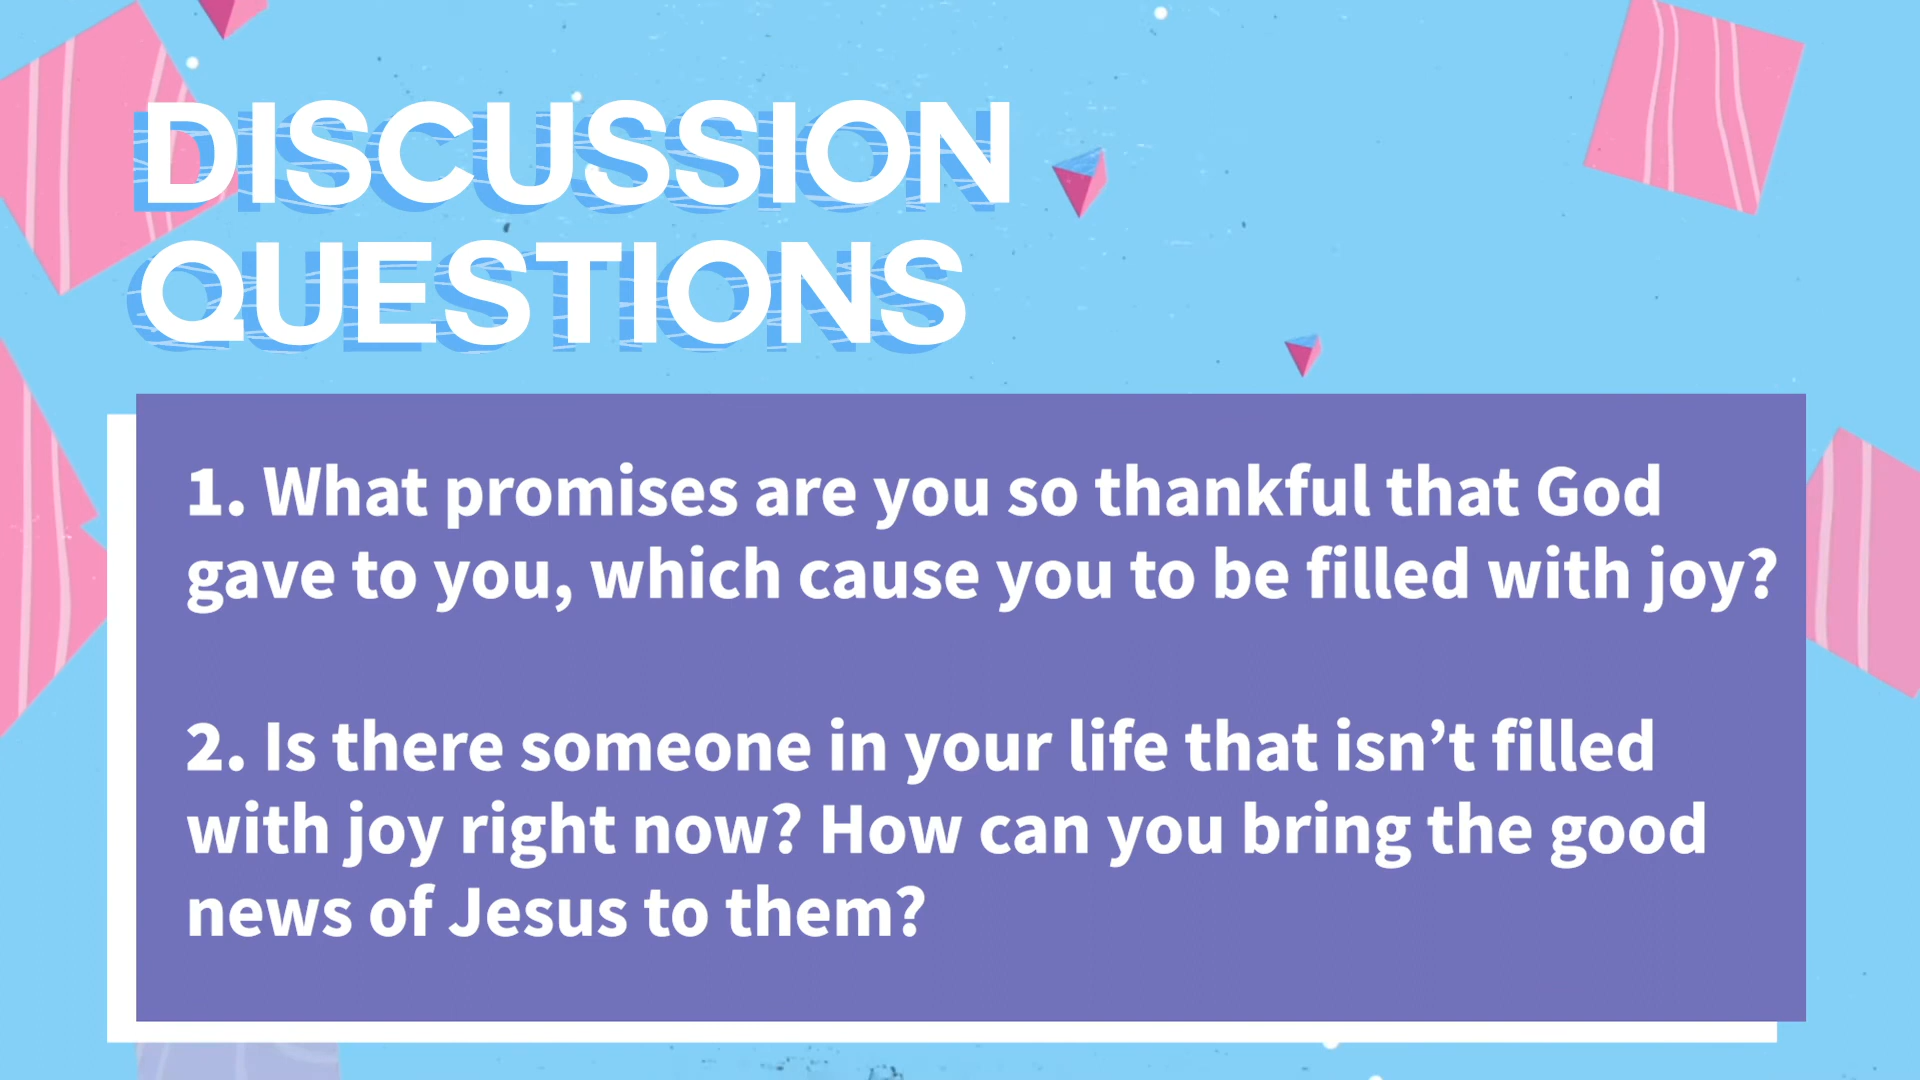 DISCUSSION
QUESTIONS
1. What promises are you so thankful that God
gave to you, which cause you to be filled with joy?
2. Is there someone in your life that isn’t filled
with joy right now? How can you bring the good
news of Jesus to them?